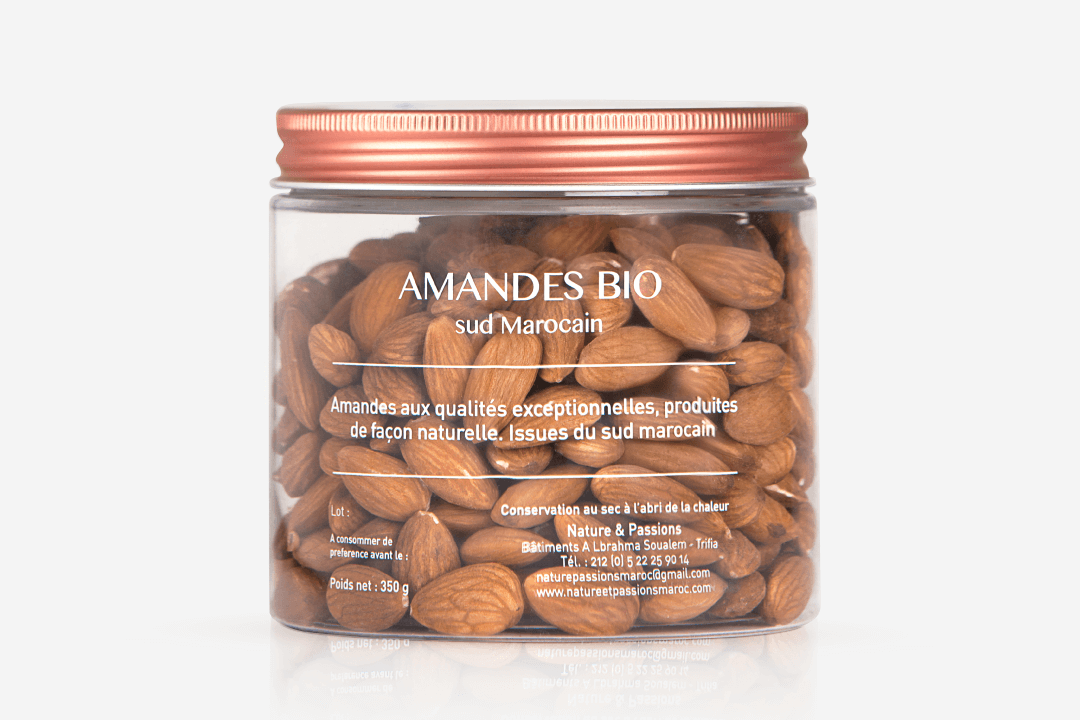 AMANDES BIO
sud Marocain
Amandes aux qualités exceptionnelles, produites
de façon naturelle. Issues du sud marocain
Lot :
A consommer de
preference avant le :
Poids net : 350 g
Conservation au sec à l'abri de la chaleur
Nature & Passions
Bâtiments A Lbrahma Soualem - Trifia
Tél. : 212 (0) 5 22 25 90 14
naturepassionsmaroc@gmail.com
www.natureetpassionsmaroc.com